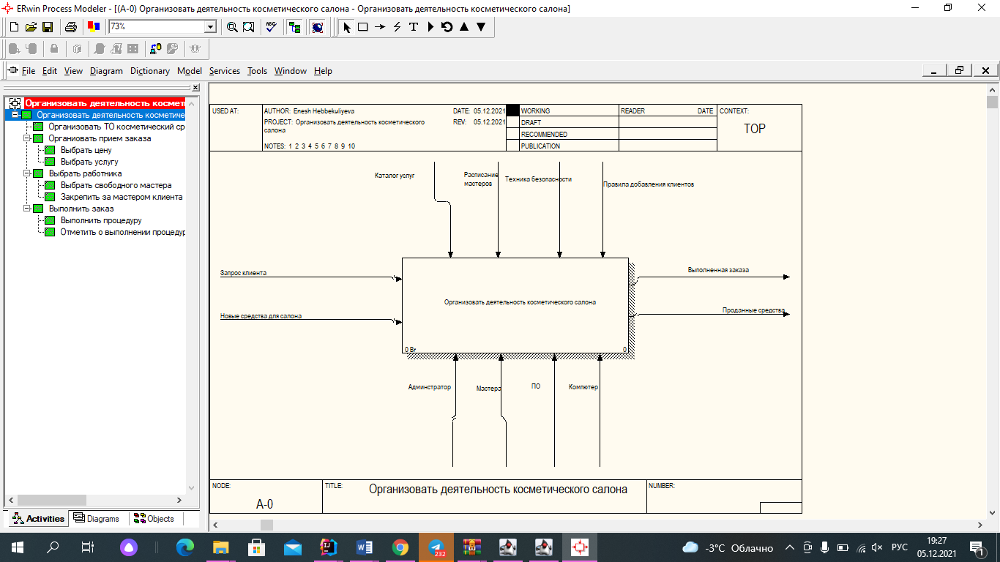 ERwin Process Modeler - [(A-0) Организовать деятельность косметического салона - Организовать деятельность косметического салона]
73%
File Edit View Diagram Dictionary Model Services Tools Window Help
Организовать деятельность космет
Организовать деятельность косметиче
Организовать ТО косметический ср
Органиовать прием заказа
Выбрать цену
Выбрать услугу
Выбрать работника
Выбрать свободного мастера
Закрепить за мастером клиента
Выполнить заказ
Выполнить процедуру
Отметить о выполнении процедур
Activities Diagrams Objects
USED AT:
AUTHOR: Enesh Hebbekuliyeva
DATE: 05.12.2021
PROJECT: Организовать деятельность косметического
салона
REV: 05.12.2021
NOTES: 1 2 3 4 5 6 7 8 9 10
WORKING
DRAFT
RECOMMENDED
PUBLICATION
READER DATE
CONTEXT:
TOP
Каталог услуг
Расписание
мастеров
Техника безопасности
Правила добавления клиентов
Запрос клиента
Новые средства для салона
Организовать деятельность косметического салона
0 Br
0
Выполненная заказа
Проданные средства
Админстратор
Мастера
ПО
Компютер
NODE:
A-0
TITLE:
Организовать деятельность косметического салона
NUMBER:
232
-3°C Облачно
РУС
19:27
05.12.2021
1